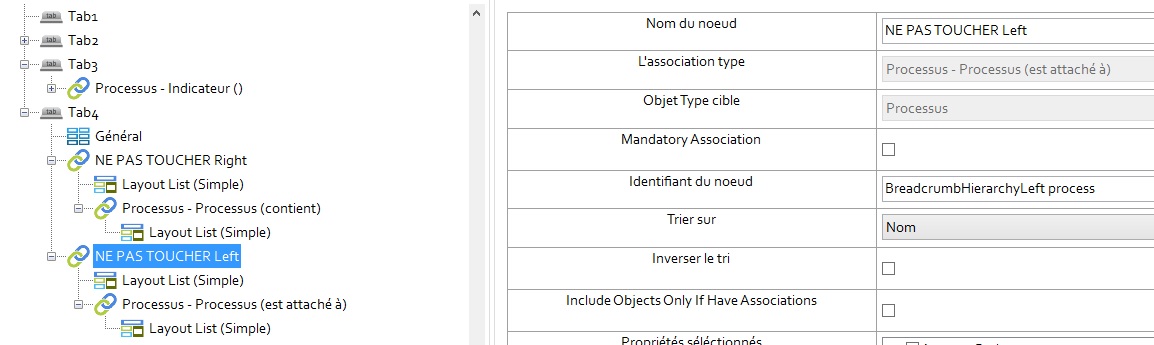 Tab1
Tab2
Tab3
Processus - Indicateur ()
Tab4
Général
NE PAS TOUCHER Right
Layout List (Simple)
Processus - Processus (contient)
Layout List (Simple)
NE PAS TOUCHER Left
Layout List (Simple)
Processus - Processus (est attaché à)
Layout List (Simple)
Nom du noeud NE PAS TOUCHER Left
L'association type Processus - Processus (est attaché à)
Objet Type cible Processus
Mandatory Association
Identifiant du noeud BreadcrumbHierarchyLeft process
Trier sur Nom
Inverser le tri
Include Objects Only If Have Associations
Propriétés séléctionnés